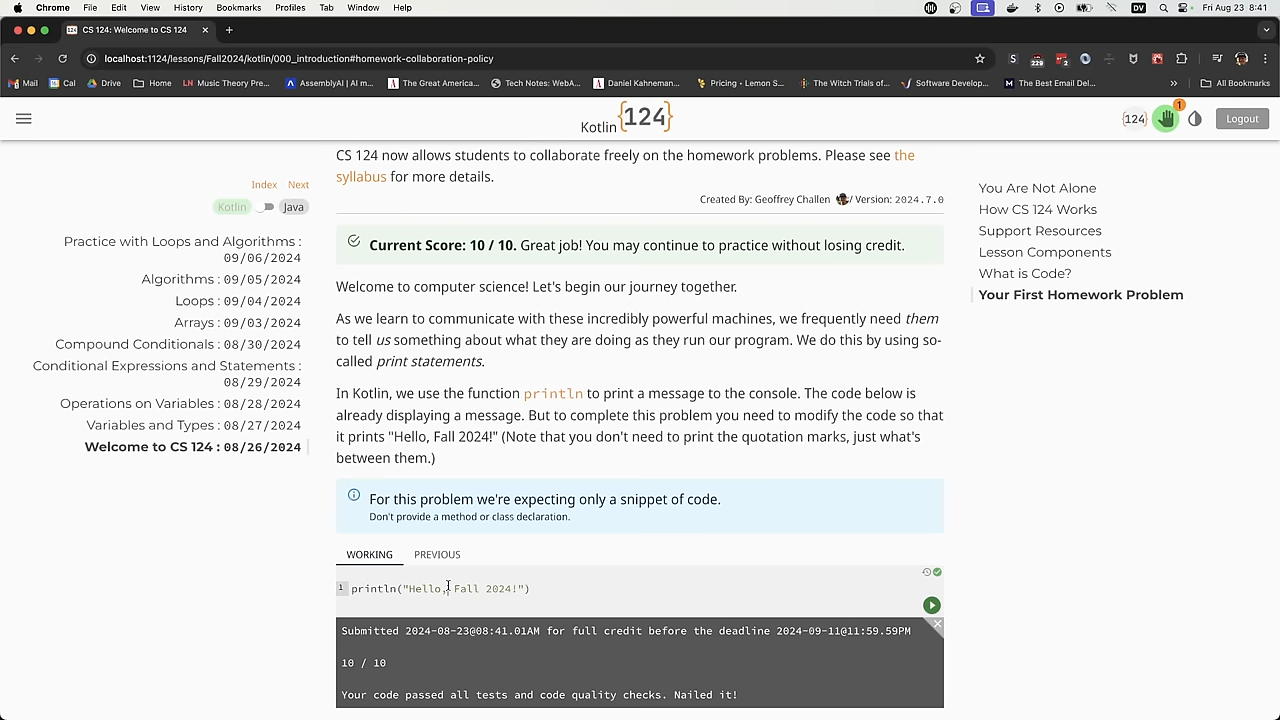 Chrome File Edit View History Bookmarks Profiles Tab Window Help DV Fri Aug 23 8:41
CS 124: Welcome to CS 124
localhost:1124/lessons/Fall2024/kotlin/000_introduction#homework-collaboration-policy
Mail Cal Drive Home Music Theory Pre... AssemblyAI | AI m... The Great America... Tech Notes: WebA... Daniel Kahneman... Pricing • Lemon S... The Witch Trials of... Software Develop... The Best Email Del... All Bookmarks
Kotlin {124}
{124} 1 Logout
CS 124 now allows students to collaborate freely on the homework problems. Please see the
syllabus for more details.
Created By: Geoffrey Challen / Version: 2024.7.0
Index Next
Kotlin Java
Practice with Loops and Algorithms :
09/06/2024
Algorithms : 09/05/2024
Loops : 09/04/2024
Arrays : 09/03/2024
Compound Conditionals : 08/30/2024
Conditional Expressions and Statements :
08/29/2024
Operations on Variables : 08/28/2024
Variables and Types : 08/27/2024
Welcome to CS 124 : 08/26/2024
Current Score: 10 / 10. Great job! You may continue to practice without losing credit.
Welcome to computer science! Let's begin our journey together.
As we learn to communicate with these incredibly powerful machines, we frequently need them
to tell us something about what they are doing as they run our program. We do this by using so-
called print statements.
In Kotlin, we use the function println to print a message to the console. The code below is
already displaying a message. But to complete this problem you need to modify the code so that
it prints "Hello, Fall 2024!" (Note that you don't need to print the quotation marks, just what's
between them.)
For this problem we're expecting only a snippet of code.
Don't provide a method or class declaration.
WORKING PREVIOUS
1 println("Hello, Fall 2024!")
Submitted 2024-08-23@08:41.01AM for full credit before the deadline 2024-09-11@11:59.59PM
10 / 10
Your code passed all tests and code quality checks. Nailed it!
You Are Not Alone
How CS 124 Works
Support Resources
Lesson Components
What is Code?
Your First Homework Problem